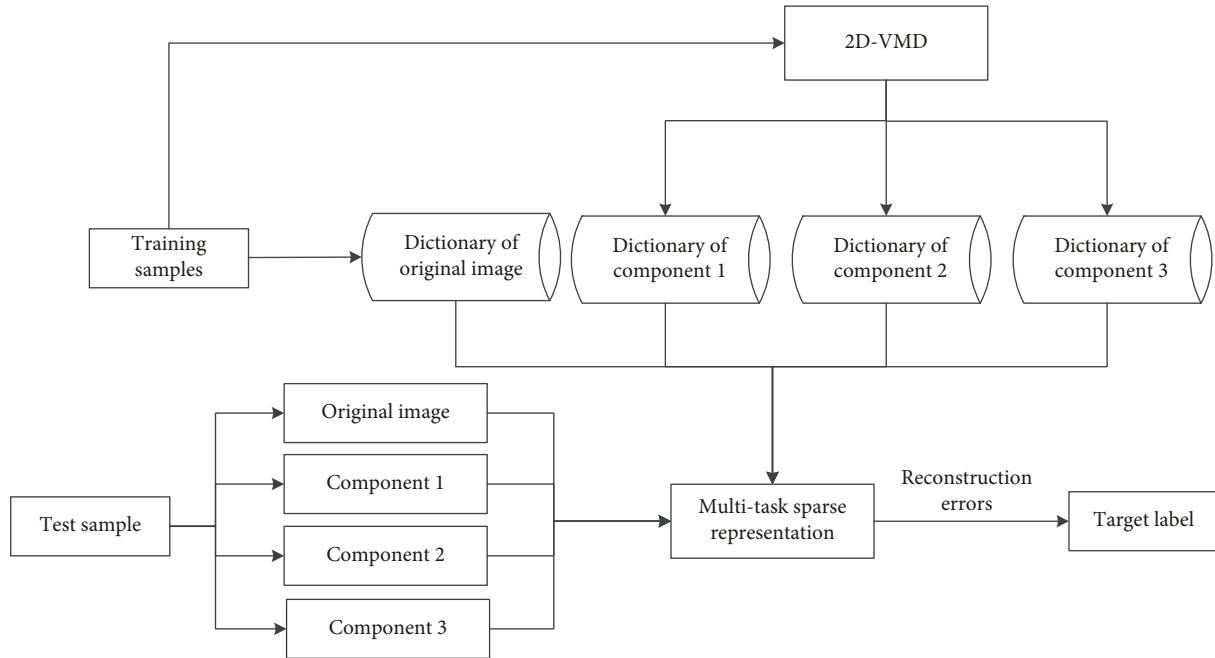 2D-VMD
Training
samples
Dictionary of
original image
Dictionary of
component 1
Dictionary of
component 2
Dictionary of
component 3
Original image
Component 1
Component 2
Component 3
Test sample
Multi-task sparse
representation
Reconstruction
errors
Target label